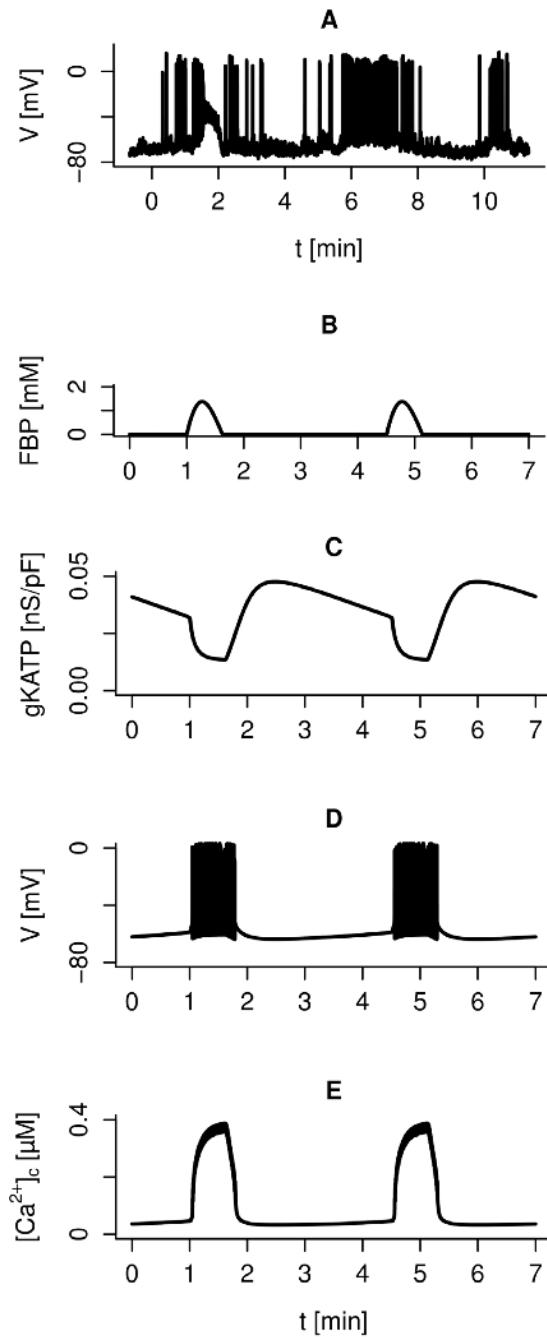 A
V [mV]
0
−80
0 2 4 6 8 10
t [min]
B
FBP [mM]
2
0
0 1 2 3 4 5 6 7
C
gKATP [nS/pF]
0.05
0.00
0 1 2 3 4 5 6 7
D
V [mV]
0
−80
0 1 2 3 4 5 6 7
E
[Ca²⁺]c [µM]
0.4
0
0 1 2 3 4 5 6 7
t [min]